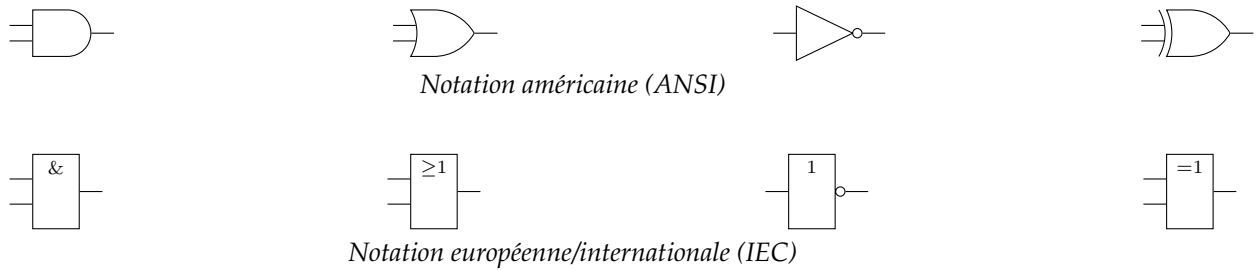 Notation américaine (ANSI)
& ≥1 1 =1
Notation européenne/internationale (IEC)